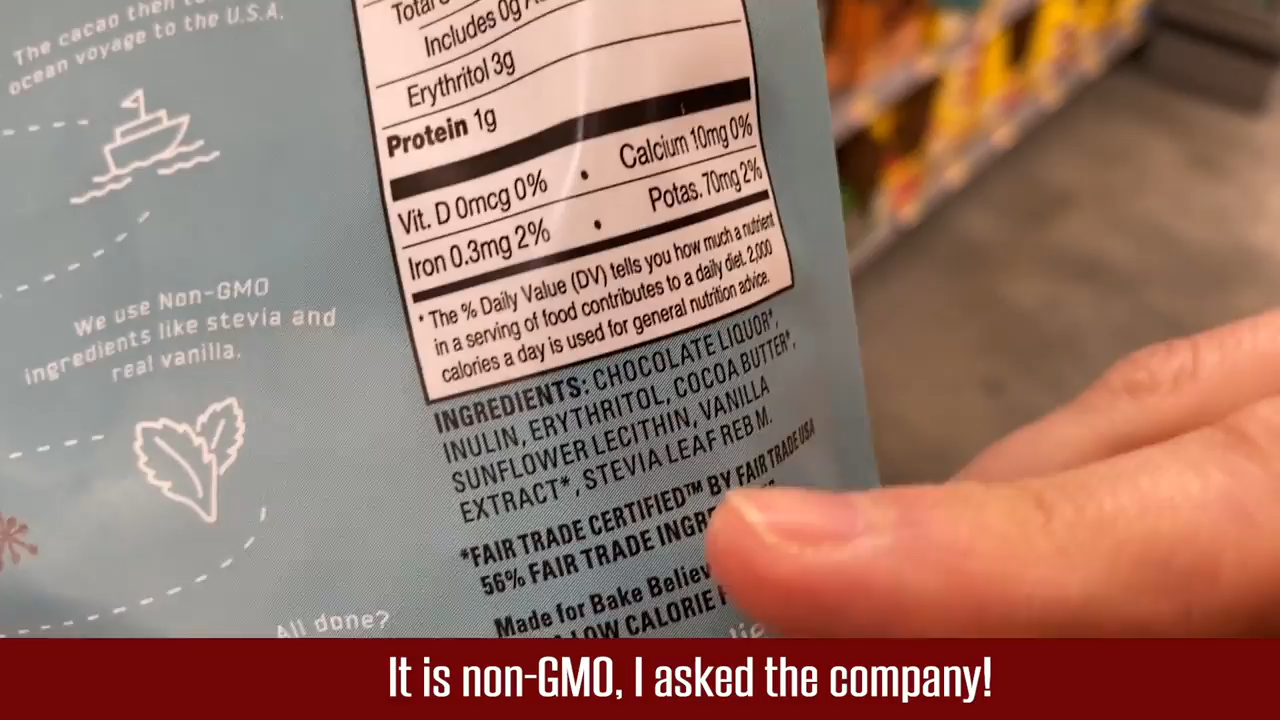 The cacao then
ocean voyage to the U.S.A.
We use Non-GMO
ingredients like stevia and
real vanilla.
All done?
Total
Includes 0g
Erythritol 3g
Protein 1g
Vit. D 0mcg 0% • Calcium 10mg 0%
Iron 0.3mg 2% • Potas. 70mg 2%
* The % Daily Value (DV) tells you how much a nutrient
in a serving of food contributes to a daily diet. 2,000
calories a day is used for general nutrition advice.
INGREDIENTS: CHOCOLATE LIQUOR*,
INULIN, ERYTHRITOL, COCOA BUTTER*,
SUNFLOWER LECITHIN, VANILLA
EXTRACT*, STEVIA LEAF REB M.
*FAIR TRADE CERTIFIED™ BY FAIR TRADE USA
56% FAIR TRADE
Made for Bake
LOW CALORIE
It is non-GMO, I asked the company!